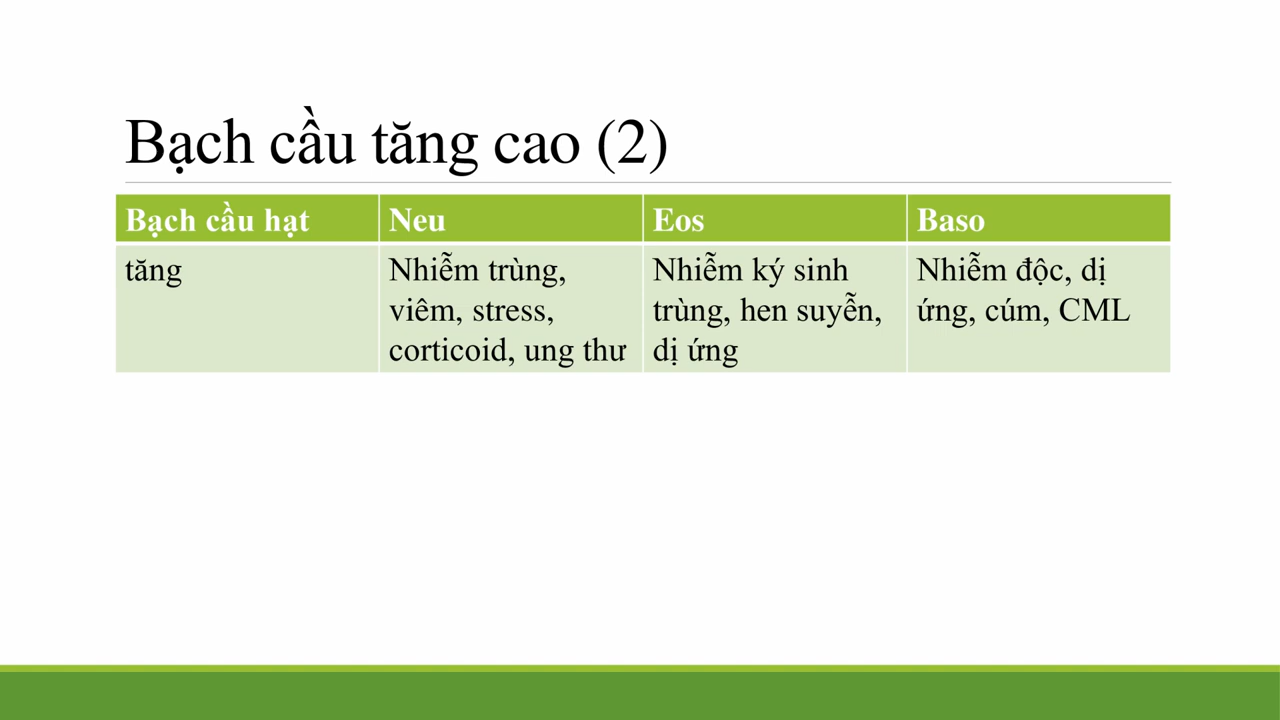 Bạch cầu tăng cao (2)
Bạch cầu hạt
Neu
Eos
Baso
tăng
Nhiễm trùng,
viêm, stress,
corticoid, ung thư
Nhiễm ký sinh
trùng, hen suyễn,
dị ứng
Nhiễm độc, dị
ứng, cúm, CML